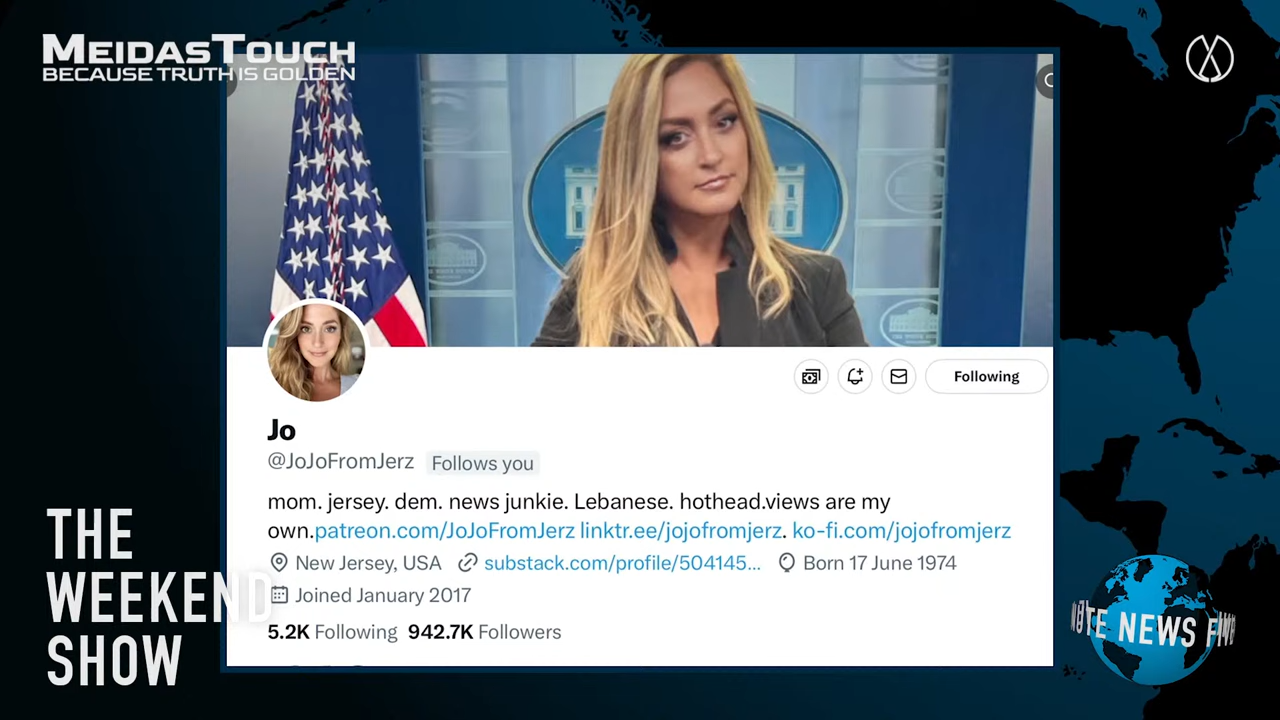 MEIDASTOUCH
BECAUSE TRUTH IS GOLDEN
Jo
@JoJoFromJerz Follows you
Following
mom. jersey. dem. news junkie. Lebanese. hothead.views are my
own.patreon.com/JoJoFromJerz linktr.ee/jojofromjerz. ko-fi.com/jojofromjerz
New Jersey, USA substack.com/profile/504145... Born 17 June 1974
Joined January 2017
5.2K Following 942.7K Followers
THE
WEEKEND
SHOW
NEWS